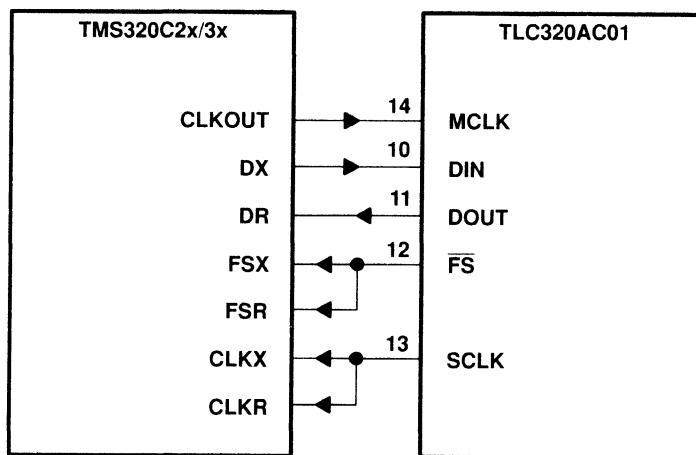 TMS320C2x/3x
TLC320AC01
CLKOUT
14
MCLK
DX
10
DIN
DR
11
DOUT
FSX
12
F̅S̅
FSR
CLKX
13
SCLK
CLKR